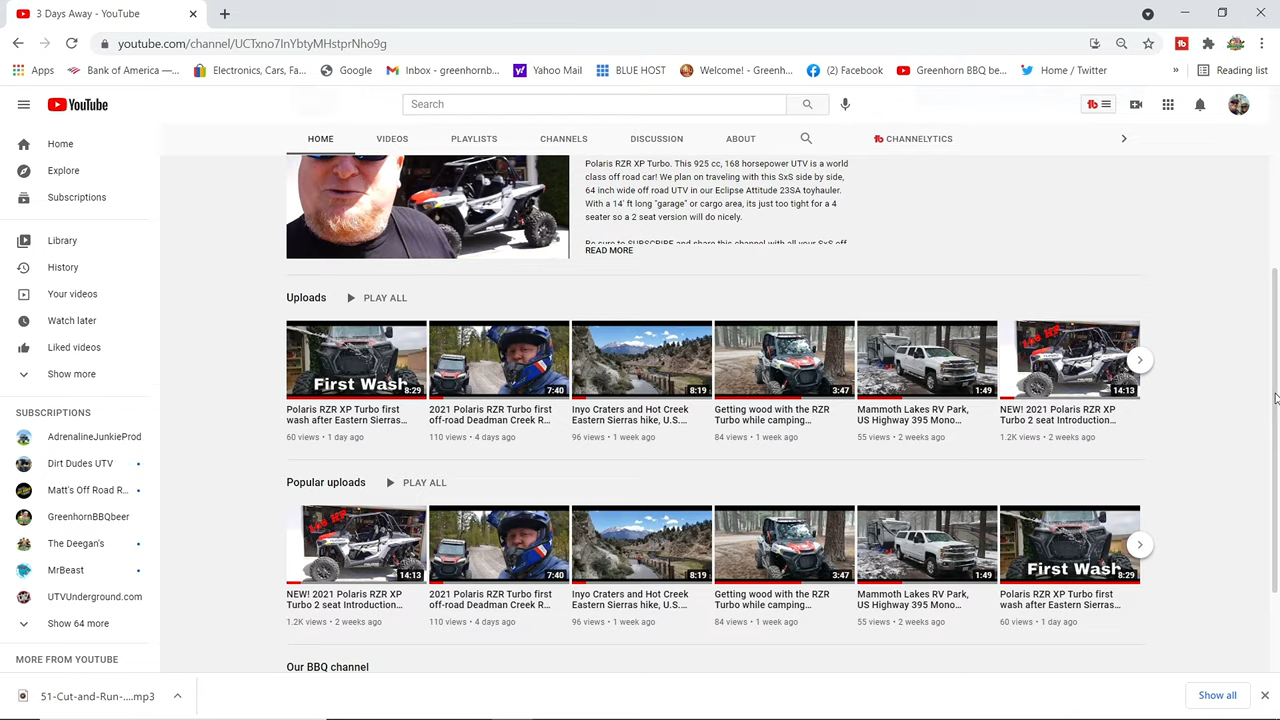 3 Days Away - YouTube
youtube.com/channel/UCTxno7InYbtyMHstprNho9g
Apps
Bank of America —...
Electronics, Cars, Fa...
Google
Inbox - greenhornb...
Yahoo Mail
BLUE HOST
Welcome! - Greenh...
(2) Facebook
Greenhorn BBQ be...
Home / Twitter
»
Reading list
YouTube
Search
HOME
VIDEOS
PLAYLISTS
CHANNELS
DISCUSSION
ABOUT
CHANNELYTICS
Home
Explore
Subscriptions
Library
History
Your videos
Watch later
Liked videos
Show more
SUBSCRIPTIONS
AdrenalineJunkieProd
Dirt Dudes UTV
Matt's Off Road R...
GreenhornBBQbeer
The Deegan's
MrBeast
UTVUnderground.com
Show 64 more
MORE FROM YOUTUBE
Polaris RZR XP Turbo. This 925 cc, 168 horsepower UTV is a world
class off road car! We plan on traveling with this SxS side by side,
64 inch wide off road UTV in our Eclipse Attitude 23SA toyhauler.
With a 14' ft long "garage" or cargo area, its just too tight for a 4
seater so a 2 seat version will do nicely.
Be sure to SUBSCRIBE and share this channel with all your SxS off
READ MORE
Uploads
PLAY ALL
First Wash
8:29
Polaris RZR XP Turbo first
wash after Eastern Sierras...
60 views • 1 day ago
7:40
2021 Polaris RZR Turbo first
off-road Deadman Creek R...
110 views • 4 days ago
8:19
Inyo Craters and Hot Creek
Eastern Sierras hike, U.S....
96 views • 1 week ago
3:47
Getting wood with the RZR
Turbo while camping...
84 views • 1 week ago
1:49
Mammoth Lakes RV Park,
US Highway 395 Mono...
55 views • 2 weeks ago
14:13
NEW! 2021 Polaris RZR XP
Turbo 2 seat Introduction...
1.2K views • 2 weeks ago
Popular uploads
PLAY ALL
14:13
NEW! 2021 Polaris RZR XP
Turbo 2 seat Introduction...
1.2K views • 2 weeks ago
7:40
2021 Polaris RZR Turbo first
off-road Deadman Creek R...
110 views • 4 days ago
8:19
Inyo Craters and Hot Creek
Eastern Sierras hike, U.S....
96 views • 1 week ago
3:47
Getting wood with the RZR
Turbo while camping...
84 views • 1 week ago
1:49
Mammoth Lakes RV Park,
US Highway 395 Mono...
55 views • 2 weeks ago
First Wash
8:29
Polaris RZR XP Turbo first
wash after Eastern Sierras...
60 views • 1 day ago
Our BBQ channel
51-Cut-and-Run-....mp3
Show all